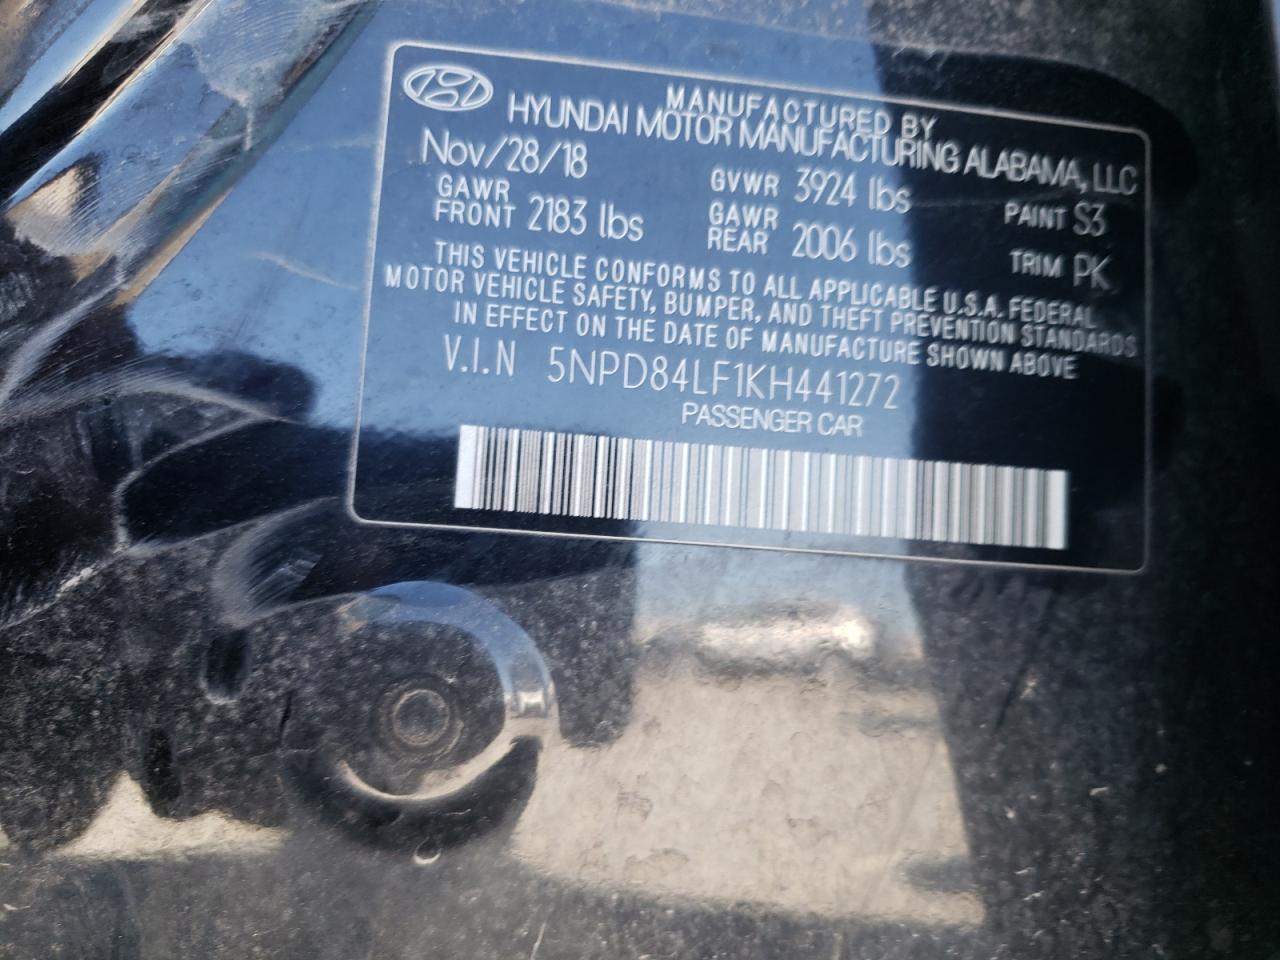 MANUFACTURED BY
HYUNDAI MOTOR MANUFACTURING ALABAMA, LLC
Nov/28/18 GVWR 3924 lbs PAINT S3
GAWR FRONT 2183 lbs GAWR REAR 2006 lbs TRIM PK
THIS VEHICLE CONFORMS TO ALL APPLICABLE U.S.A. FEDERAL
MOTOR VEHICLE SAFETY, BUMPER, AND THEFT PREVENTION STANDARDS
IN EFFECT ON THE DATE OF MANUFACTURE SHOWN ABOVE
V.I.N 5NPD84LF1KH441272
PASSENGER CAR